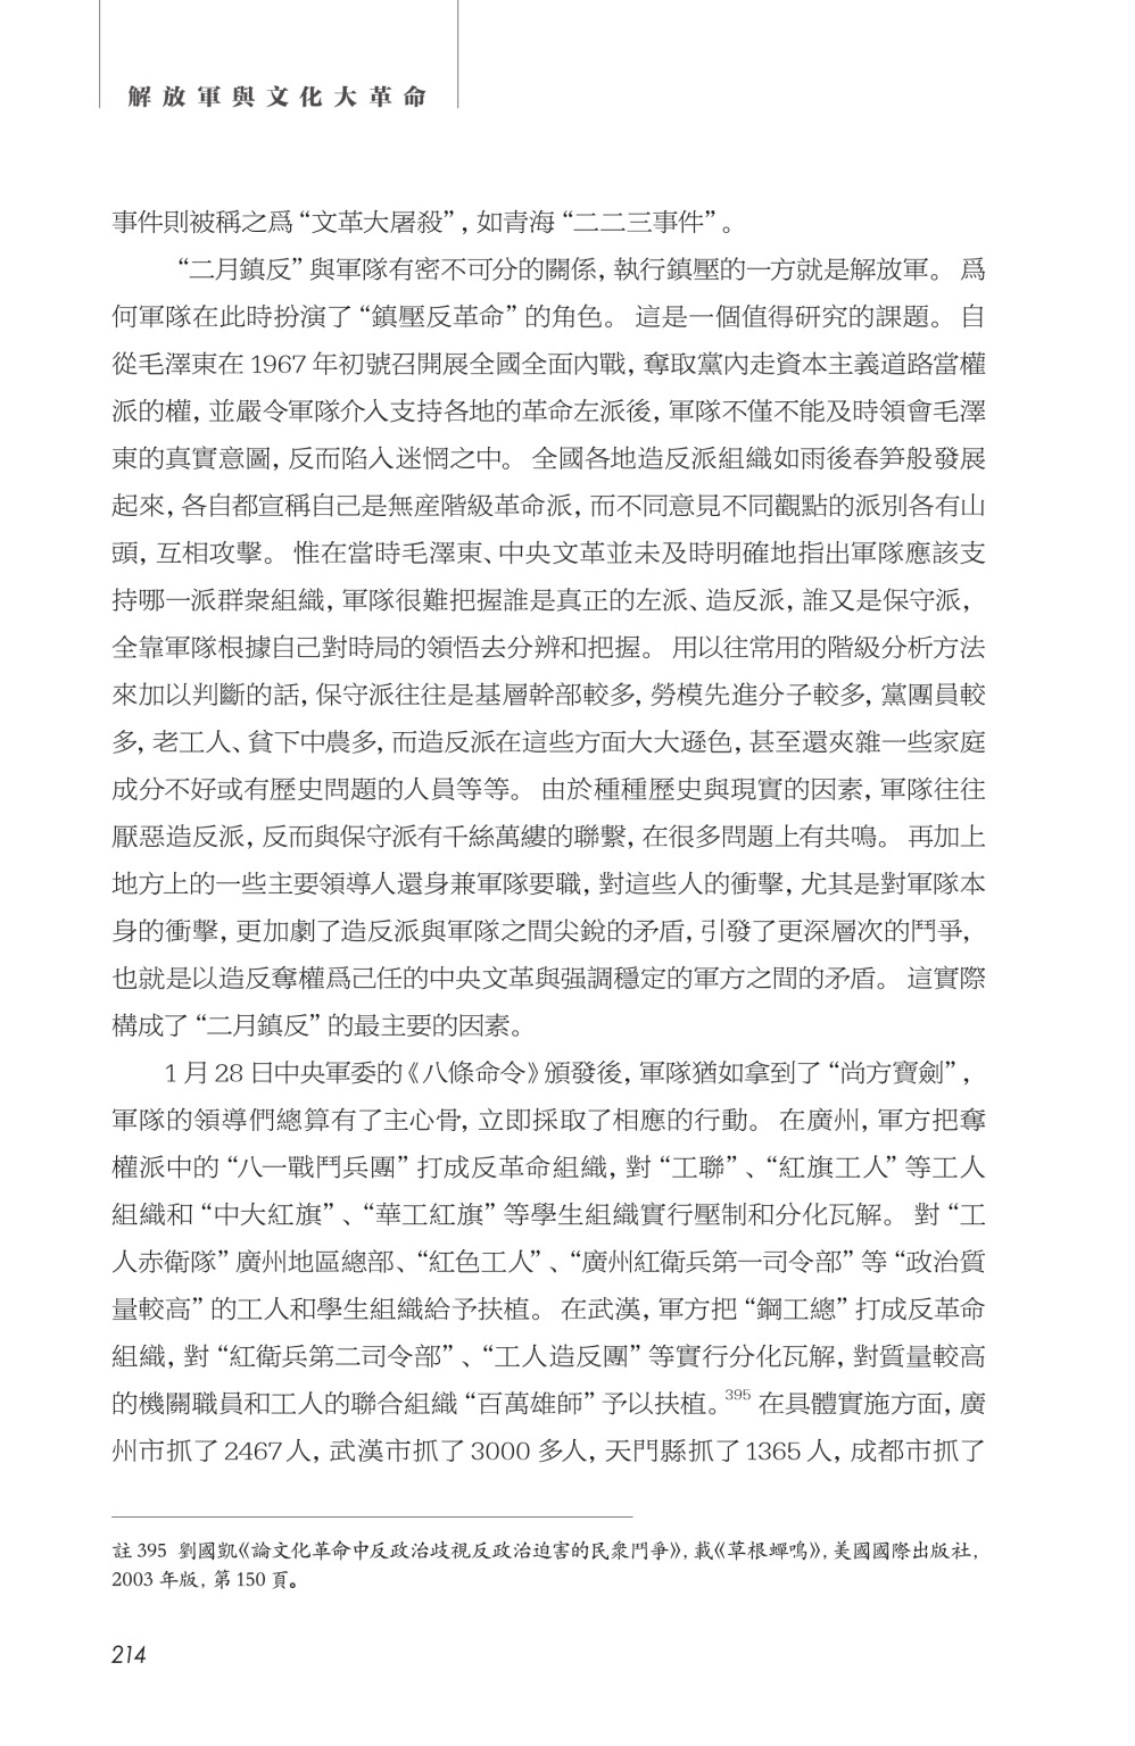 解放軍與文化大革命
事件則被稱之爲“文革大屠殺”，如青海“二二三事件”。
“二月鎮反”與軍隊有密不可分的關係，執行鎮壓的一方就是解放軍。爲
何軍隊在此時扮演了“鎮壓反革命”的角色。這是一個值得研究的課題。自
從毛澤東在1967年初號召開展全國全面內戰，奪取黨內走資本主義道路當權
派的權，並嚴令軍隊介入支持各地的革命左派後，軍隊不僅不能及時領會毛澤
東的真實意圖，反而陷入迷惘之中。全國各地造反派組織如雨後春笋般發展
起來，各自都宣稱自己是無産階級革命派，而不同意見不同觀點的派別各有山
頭，互相攻擊。惟在當時毛澤東、中央文革並未及時明確地指出軍隊應該支
持哪一派群衆組織，軍隊很難把握誰是真正的左派、造反派，誰又是保守派，
全靠軍隊根據自己對時局的領悟去分辨和把握。用以往常用的階級分析方法
來加以判斷的話，保守派往往是基層幹部較多，勞模先進分子較多，黨團員較
多，老工人、貧下中農多，而造反派在這些方面大大遜色，甚至還夾雜一些家庭
成分不好或有歷史問題的人員等等。由於種種歷史與現實的因素，軍隊往往
厭惡造反派，反而與保守派有千絲萬縷的聯繫，在很多問題上有共鳴。再加上
地方上的一些主要領導人還身兼軍隊要職，對這些人的衝擊，尤其是對軍隊本
身的衝擊，更加劇了造反派與軍隊之間尖銳的矛盾，引發了更深層次的鬥爭，
也就是以造反奪權爲己任的中央文革與强調穩定的軍方之間的矛盾。這實際
構成了“二月鎮反”的最主要的因素。
1月28日中央軍委的《八條命令》頒發後，軍隊猶如拿到了“尚方寶劍”，
軍隊的領導們總算有了主心骨，立即採取了相應的行動。在廣州，軍方把奪
權派中的“八一戰鬥兵團”打成反革命組織，對“工聯”、“紅旗工人”等工人
組織和“中大紅旗”、“華工紅旗”等學生組織實行壓制和分化瓦解。對“工
人赤衛隊”廣州地區總部、“紅色工人”、“廣州紅衛兵第一司令部”等“政治質
量較高”的工人和學生組織給予扶植。在武漢，軍方把“鋼工總”打成反革命
組織，對“紅衛兵第二司令部”、“工人造反團”等實行分化瓦解，對質量較高
的機關職員和工人的聯合組織“百萬雄師”予以扶植。395在具體實施方面，廣
州市抓了2467人，武漢市抓了3000多人，天門縣抓了1365人，成都市抓了
註395 劉國凱《論文化革命中反政治歧視反政治迫害的民衆鬥爭》，載《草根蟬鳴》，美國國際出版社，
2003年版，第150頁。
214